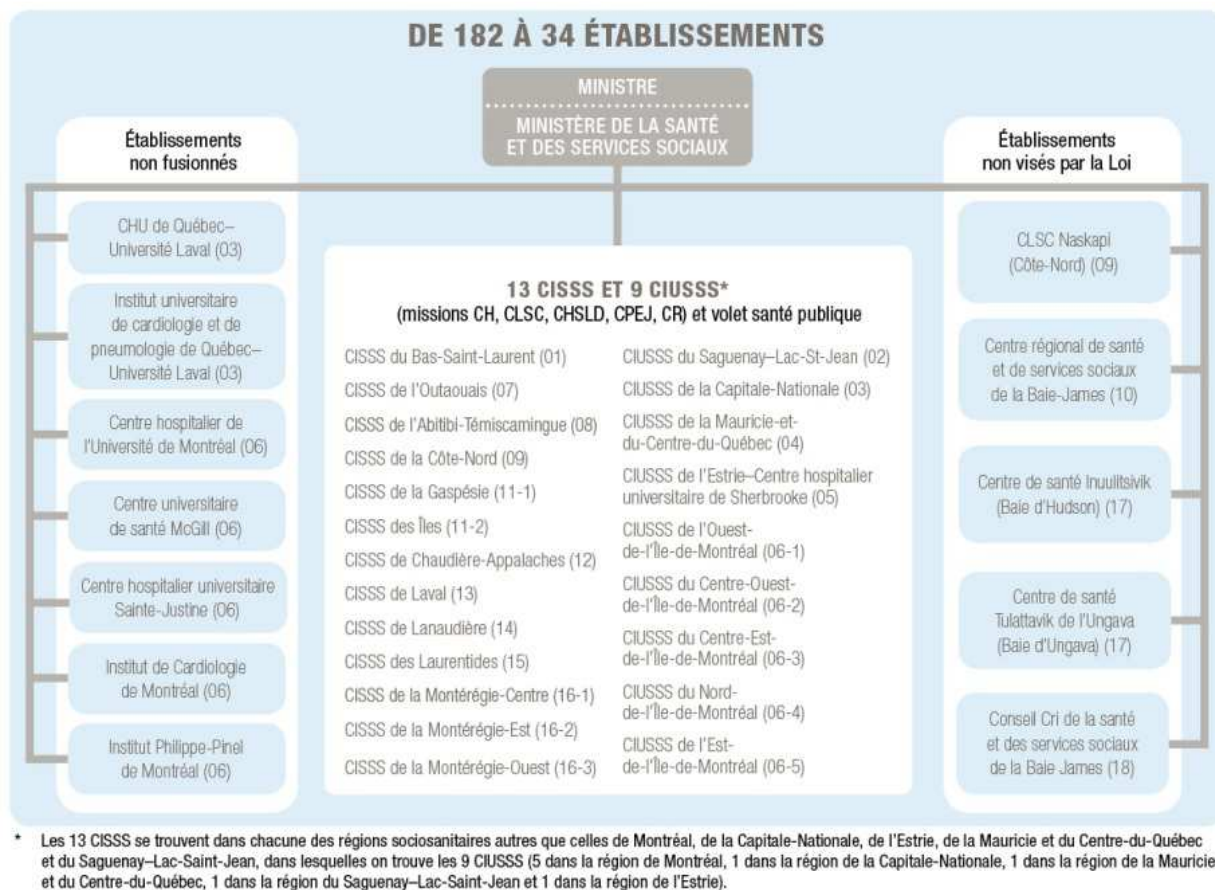 DE 182 À 34 ÉTABLISSEMENTS
MINISTRE
MINISTÈRE DE LA SANTÉ
ET DES SERVICES SOCIAUX
Établissements
non fusionnés
CHU de Québec–
Université Laval (03)
Institut universitaire
de cardiologie et de
pneumologie de Québec–
Université Laval (03)
Centre hospitalier de
l'Université de Montréal (06)
Centre universitaire
de santé McGill (06)
Centre hospitalier universitaire
Sainte-Justine (06)
Institut de Cardiologie
de Montréal (06)
Institut Philippe-Pinel
de Montréal (06)
13 CISSS ET 9 CIUSSS*
(missions CH, CLSC, CHSLD, CPEJ, CR) et volet santé publique
CISSS du Bas-Saint-Laurent (01)
CISSS de l'Outaouais (07)
CISSS de l'Abitibi-Témiscamingue (08)
CISSS de la Côte-Nord (09)
CISSS de la Gaspésie (11-1)
CISSS des Îles (11-2)
CISSS de Chaudière-Appalaches (12)
CISSS de Laval (13)
CISSS de Lanaudière (14)
CISSS des Laurentides (15)
CISSS de la Montérégie-Centre (16-1)
CISSS de la Montérégie-Est (16-2)
CISSS de la Montérégie-Ouest (16-3)
CIUSSS du Saguenay–Lac-St-Jean (02)
CIUSSS de la Capitale-Nationale (03)
CIUSSS de la Mauricie-et-
du-Centre-du-Québec (04)
CIUSSS de l'Estrie–Centre hospitalier
universitaire de Sherbrooke (05)
CIUSSS de l'Ouest-
de-l'Île-de-Montréal (06-1)
CIUSSS du Centre-Ouest-
de-l'Île-de-Montréal (06-2)
CIUSSS du Centre-Est-
de-l'Île-de-Montréal (06-3)
CIUSSS du Nord-
de-l'Île-de-Montréal (06-4)
CIUSSS de l'Est-
de-l'Île-de-Montréal (06-5)
Établissements
non visés par la Loi
CLSC Naskapi
(Côte-Nord) (09)
Centre régional de santé
et de services sociaux
de la Baie-James (10)
Centre de santé Inuulitsivik
(Baie d'Hudson) (17)
Centre de santé
Tulattavik de l'Ungava
(Baie d'Ungava) (17)
Conseil Cri de la santé
et des services sociaux
de la Baie James (18)
* Les 13 CISSS se trouvent dans chacune des régions sociosanitaires autres que celles de Montréal, de la Capitale-Nationale, de l'Estrie, de la Mauricie et du Centre-du-Québec
et du Saguenay–Lac-Saint-Jean, dans lesquelles on trouve les 9 CIUSSS (5 dans la région de Montréal, 1 dans la région de la Capitale-Nationale, 1 dans la région de la Mauricie
et du Centre-du-Québec, 1 dans la région du Saguenay–Lac-Saint-Jean et 1 dans la région de l'Estrie).